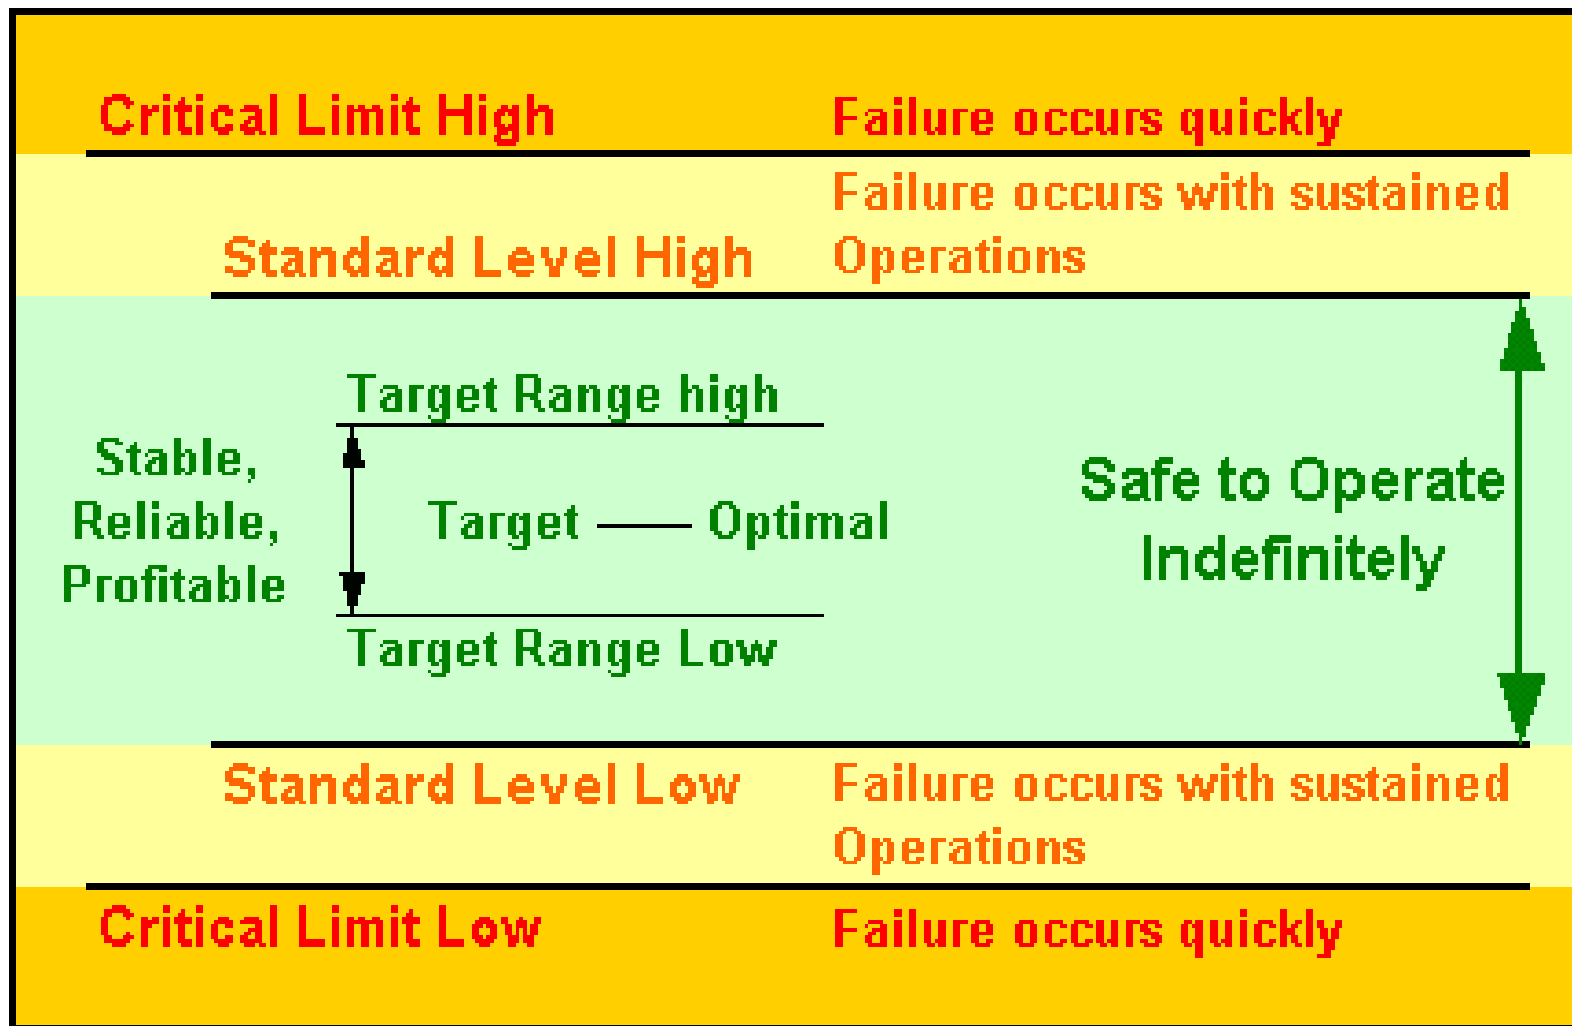 Critical Limit High
Failure occurs quickly
Failure occurs with sustained
Operations
Standard Level High
Target Range high
Stable,
Reliable,
Profitable
Target
Optimal
Target Range Low
Safe to Operate
Indefinitely
Standard Level Low
Failure occurs with sustained
Operations
Critical Limit Low
Failure occurs quickly